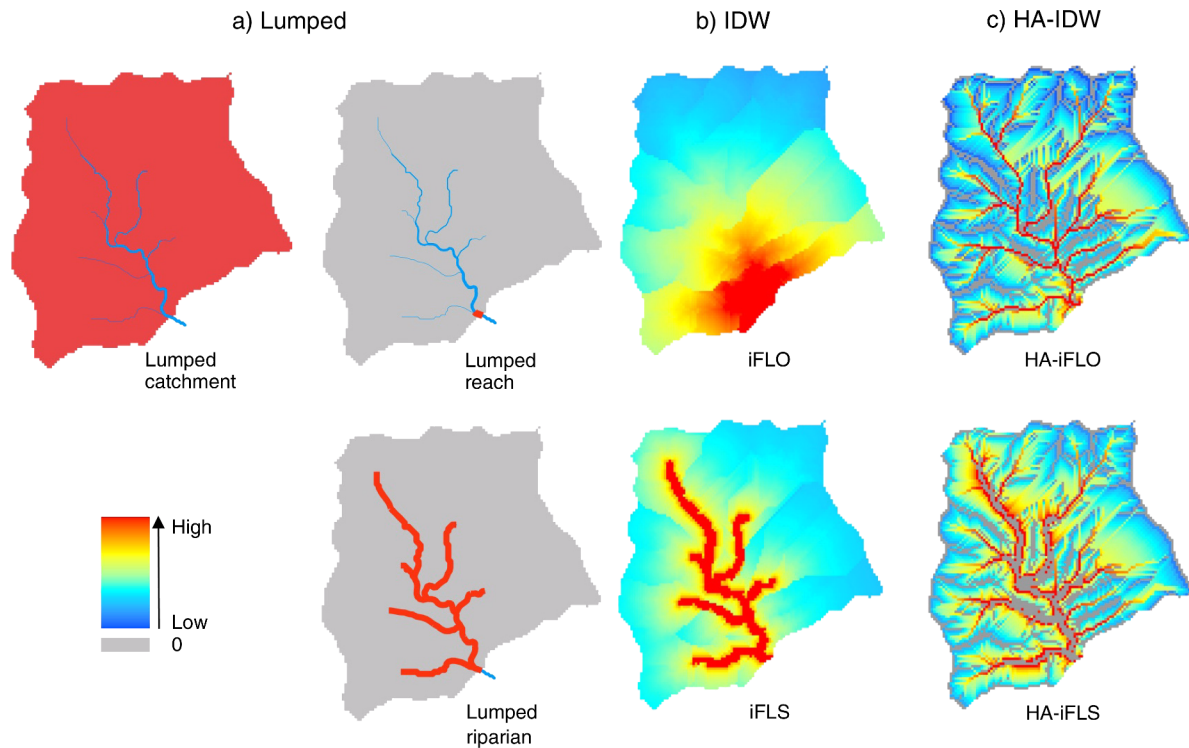 a) Lumped
b) IDW
c) HA-IDW
Lumped
catchment
Lumped
reach
iFLO
HA-iFLO
High
Low
0
Lumped
riparian
iFLS
HA-iFLS